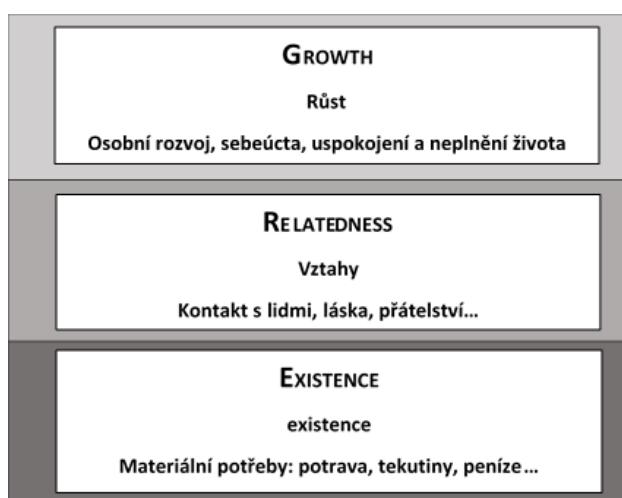 GROWTH
Růst
Osobní rozvoj, sebeúcta, uspokojení a neplnění života
RELATEDNESS
Vztahy
Kontakt s lidmi, láska, přátelství...
EXISTENCE
existence
Materiální potřeby: potrava, tekutiny, peníze...